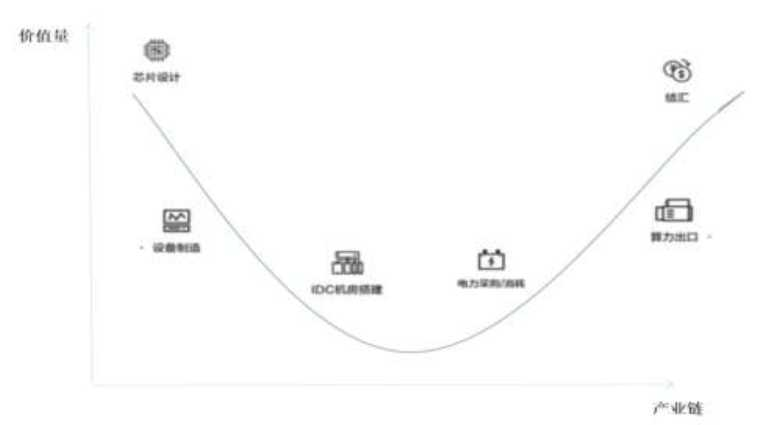 价值量
芯片设计
结汇
设备制造
算力出口
IDC机房搭建
电力采购/消耗
产业链